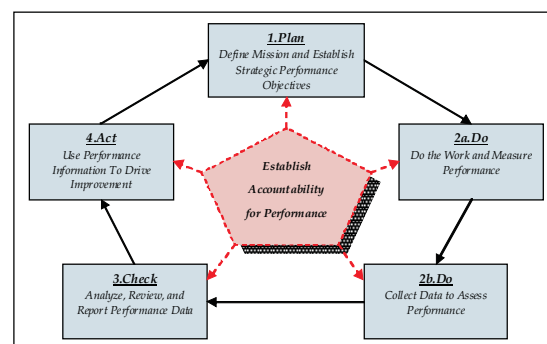 1.Plan
Define Mission and Establish
Strategic Performance
Objectives
2a.Do
Do the Work and Measure
Performance
2b.Do
Collect Data to Assess
Performance
3.Check
Analyze, Review, and
Report Performance Data
4.Act
Use Performance
Information To Drive
Improvement
Establish
Accountability
for Performance